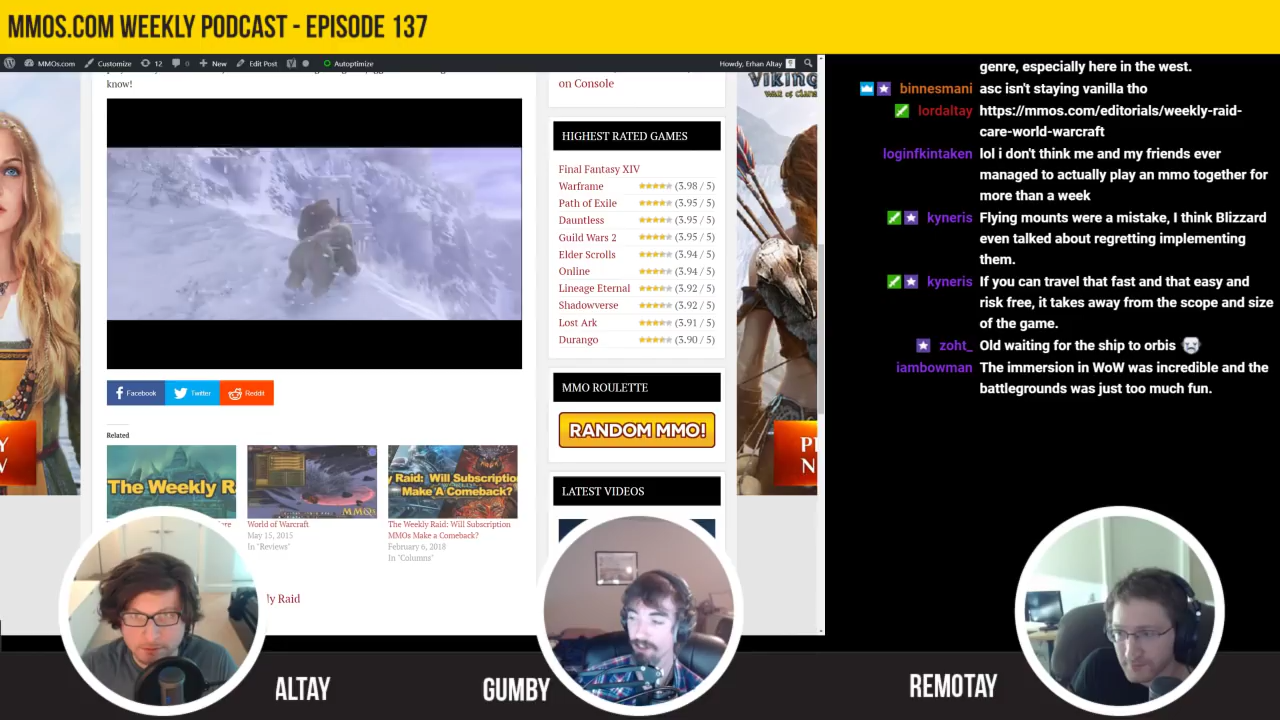 MMOS.COM WEEKLY PODCAST - EPISODE 137
MMOs.com Customize 12 0 New Edit Post Autoptimize Howdy, Erhan Altay
know!
on Console
VIKING
WAR OF CLANS
HIGHEST RATED GAMES
Final Fantasy XIV
Warframe (3.98 / 5)
Path of Exile (3.95 / 5)
Dauntless (3.95 / 5)
Guild Wars 2 (3.95 / 5)
Elder Scrolls (3.94 / 5)
Online (3.94 / 5)
Lineage Eternal (3.92 / 5)
Shadowverse (3.92 / 5)
Lost Ark (3.91 / 5)
Durango (3.90 / 5)
Facebook Twitter Reddit
MMO ROULETTE
RANDOM MMO!
Related
The Weekly R
MMOs
y Raid: Will Subscriptio
Make A Comeback?
World of Warcraft
May 15, 2015
In "Reviews"
The Weekly Raid: Will Subscription
MMOs Make a Comeback?
February 6, 2018
In "Columns"
LATEST VIDEOS
ly Raid
Y
W
P
N
genre, especially here in the west.
binnesmani asc isn't staying vanilla tho
lordaltay https://mmos.com/editorials/weekly-raid-
care-world-warcraft
loginfkintaken lol i don't think me and my friends ever
managed to actually play an mmo together for
more than a week
kyneris Flying mounts were a mistake, I think Blizzard
even talked about regretting implementing
them.
kyneris If you can travel that fast and that easy and
risk free, it takes away from the scope and size
of the game.
zoht_ Old waiting for the ship to orbis
iambowman The immersion in WoW was incredible and the
battlegrounds was just too much fun.
ALTAY
GUMBY
REMOTAY